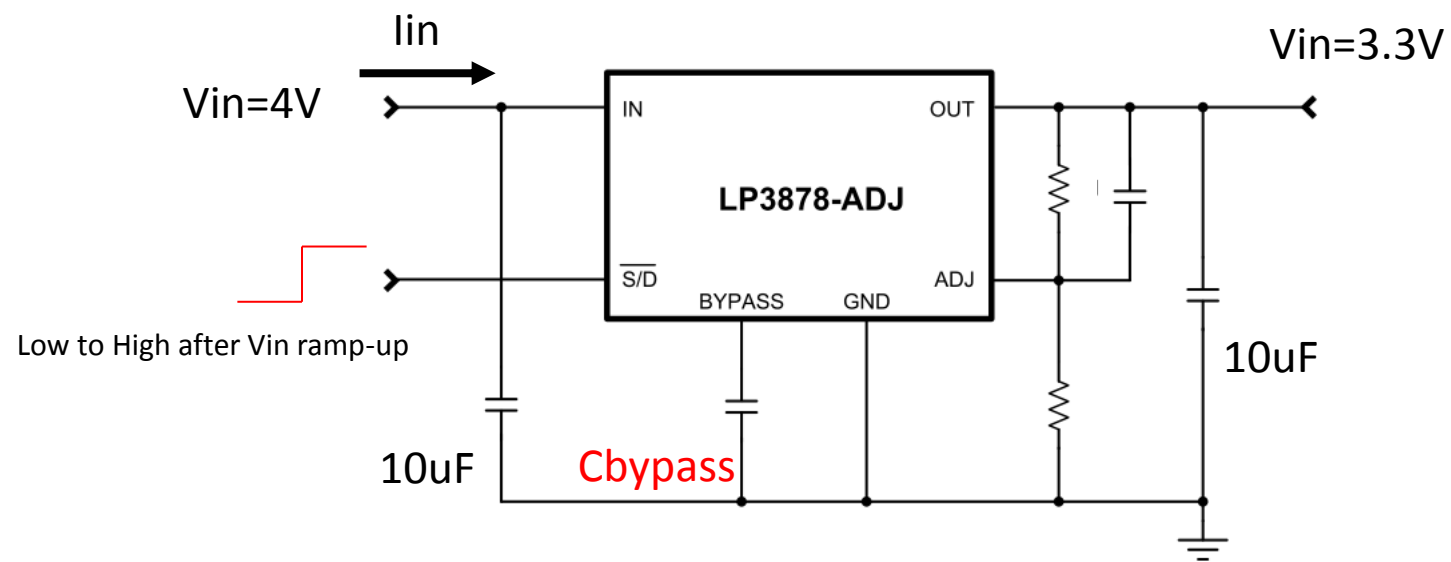 Iin
Vin=3.3V
Vin=4V
IN
OUT
LP3878-ADJ
S/D
ADJ
BYPASS
GND
Low to High after Vin ramp-up
10uF
10uF
Cbypass